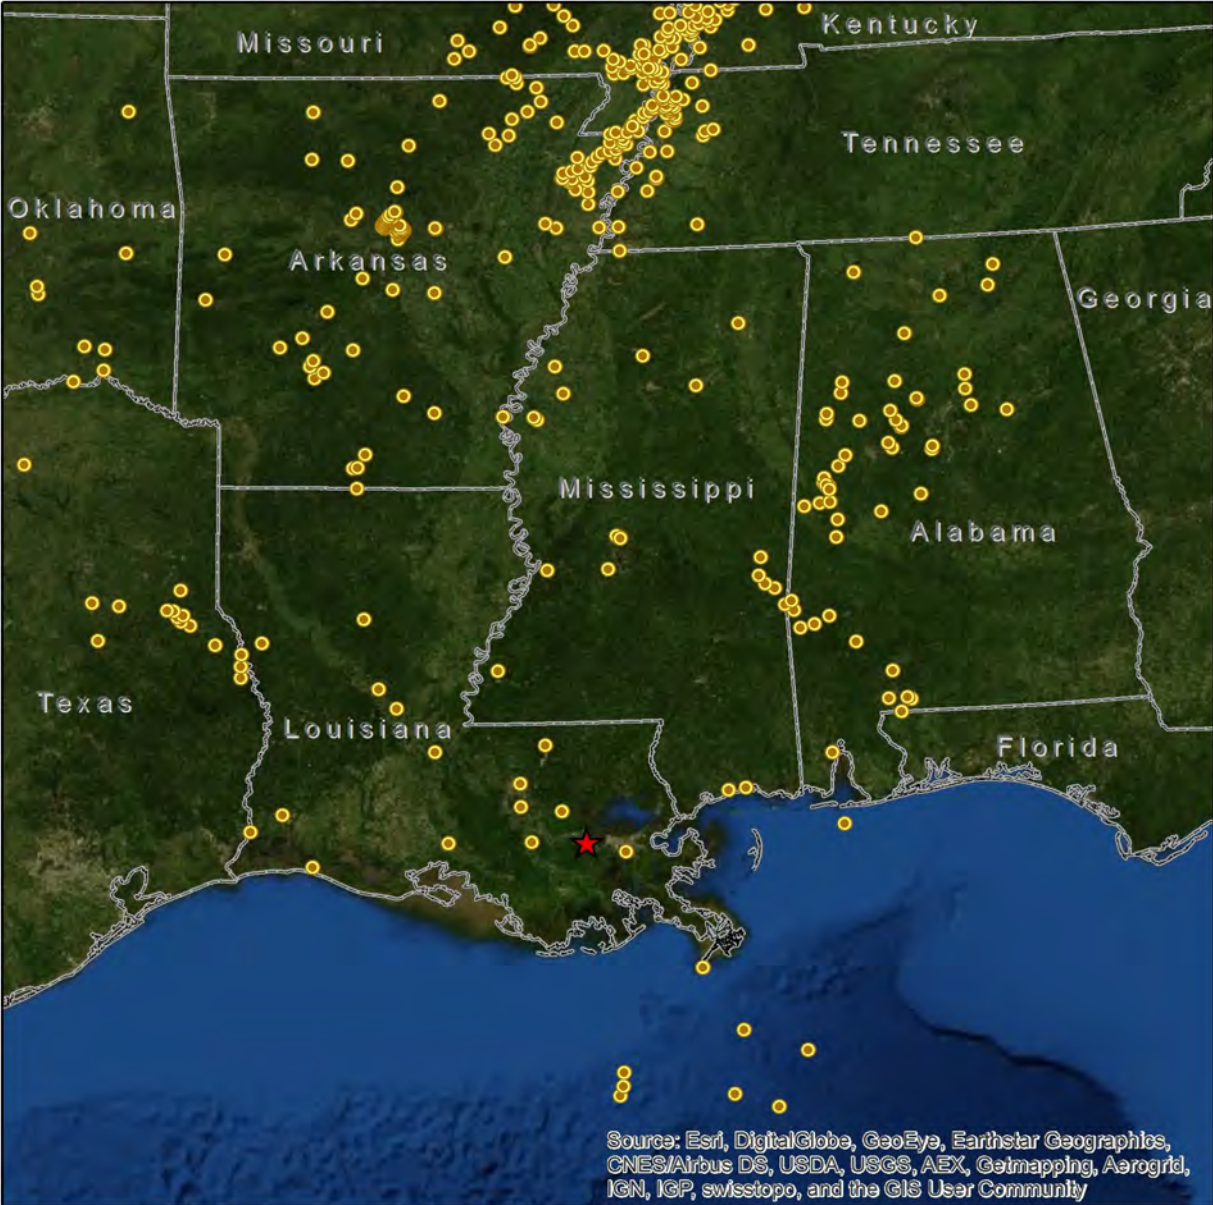 Missouri
Kentucky
Tennessee
Oklahoma
Arkansas
Georgia
Mississippi
Alabama
Texas
Louisiana
Florida
Source: Esri, DigitalGlobe, GeoEye, Earthstar Geographics,
CNES/Airbus DS, USDA, USGS, AEX, Getmapping, Aerogrid,
IGN, IGP, swisstopo, and the GIS User Community